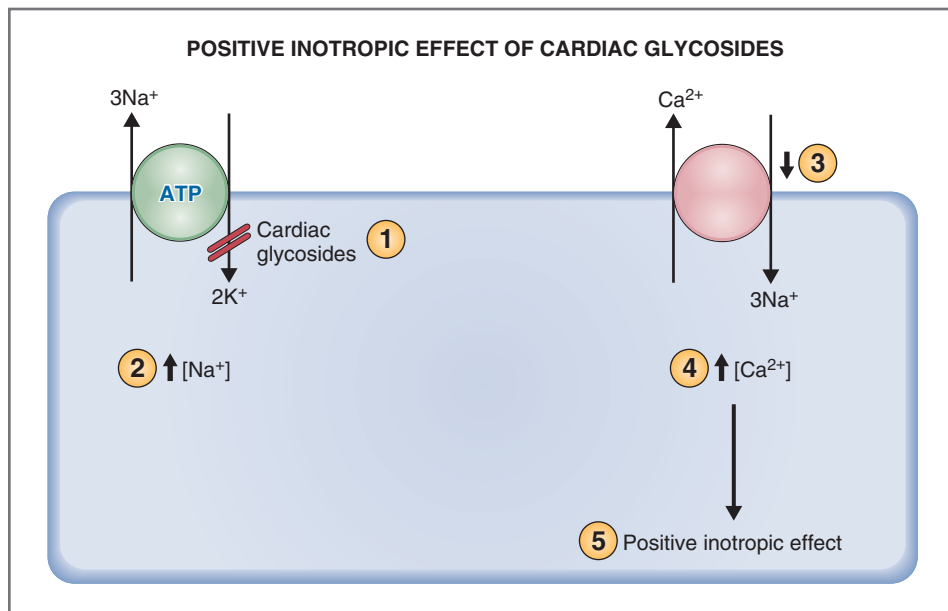 POSITIVE INOTROPIC EFFECT OF CARDIAC GLYCOSIDES
3Na⁺
Ca²⁺
ATP
3
Cardiac
glycosides
1
2K⁺
3Na⁺
2 [Na⁺]
4 [Ca²⁺]
5 Positive inotropic effect